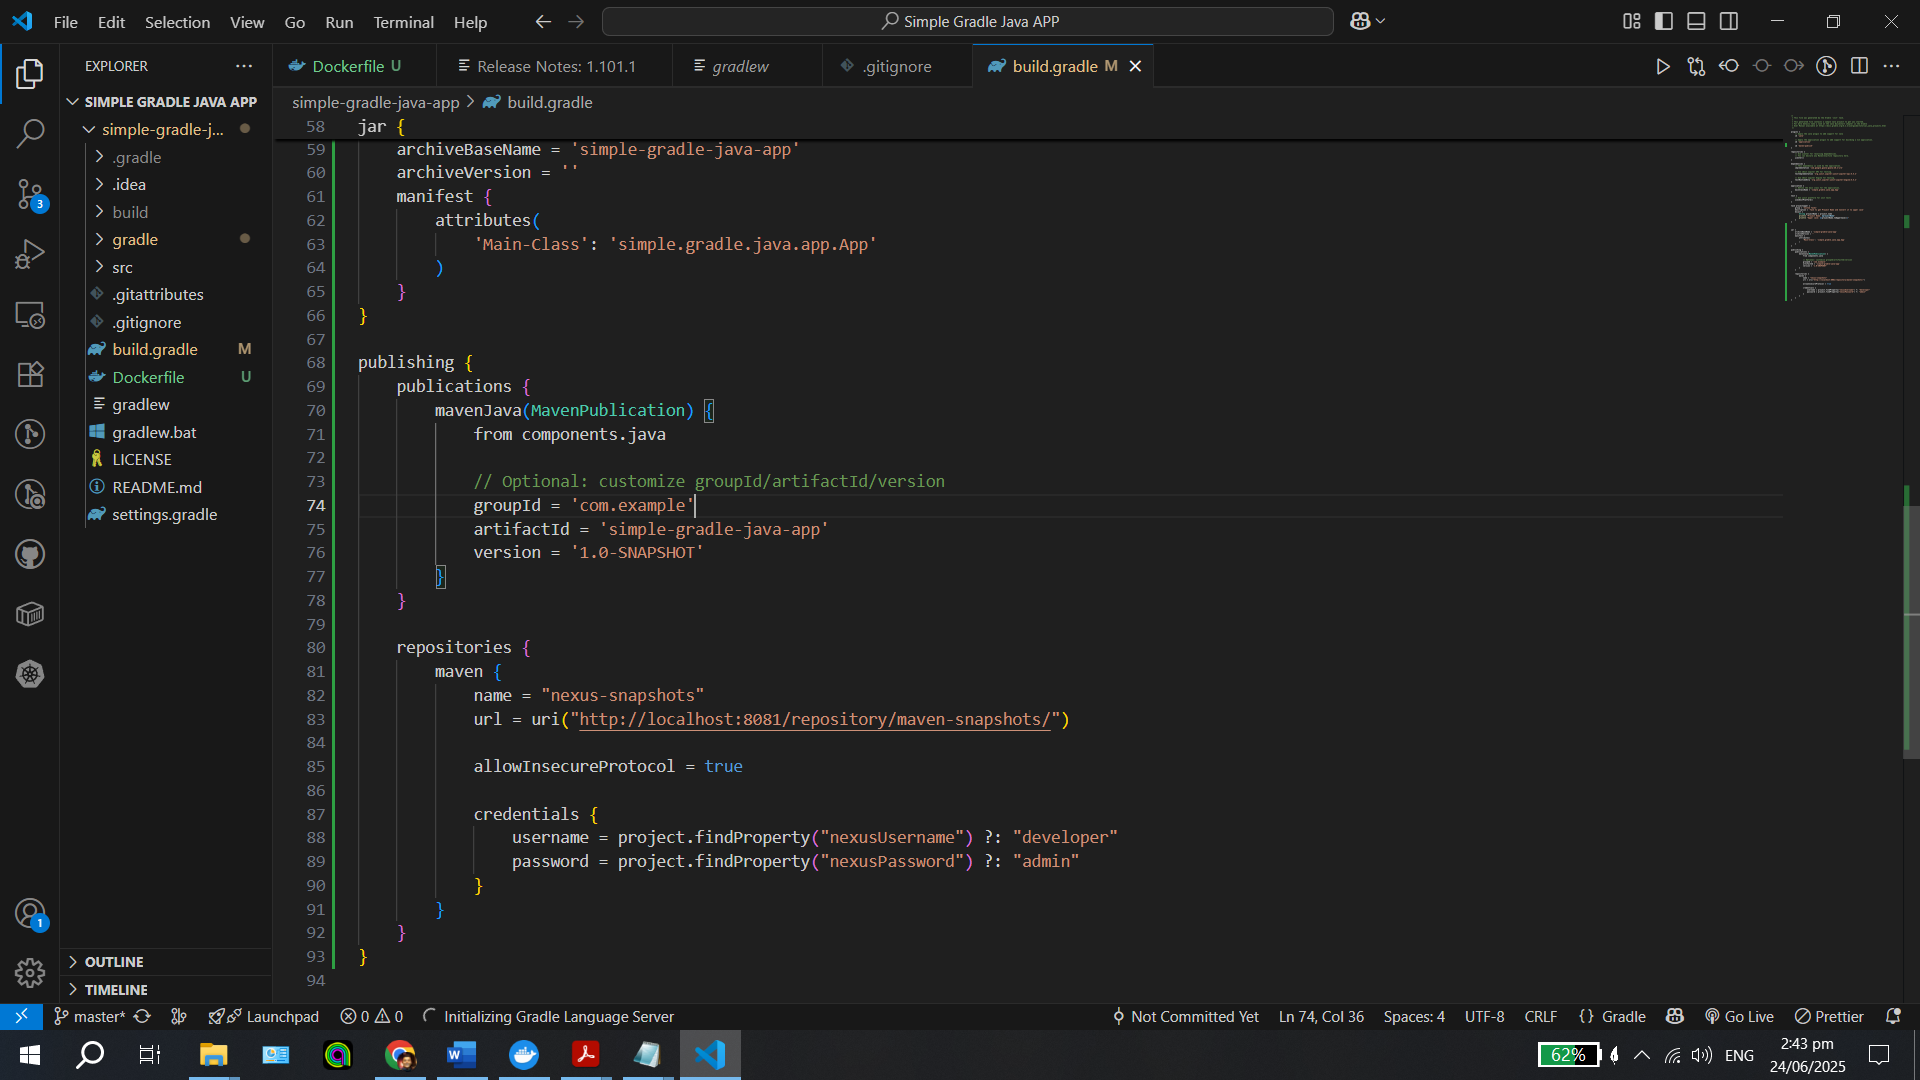 File Edit Selection View Go Run Terminal Help
Simple Gradle Java APP
EXPLORER
Dockerfile U
Release Notes: 1.101.1
gradlew
.gitignore
build.gradle M
SIMPLE GRADLE JAVA APP
simple-gradle-j...
.gradle
.idea
build
gradle
src
.gitattributes
.gitignore
build.gradle M
Dockerfile U
gradlew
gradlew.bat
LICENSE
README.md
settings.gradle
OUTLINE
TIMELINE
3
1
simple-gradle-java-app > build.gradle
58 jar {
59 archiveBaseName = 'simple-gradle-java-app'
60 archiveVersion = ''
61 manifest {
62 attributes(
63 'Main-Class': 'simple.gradle.java.app.App'
64 )
65 }
66 }
67
68 publishing {
69 publications {
70 mavenJava(MavenPublication) {
71 from components.java
72
73 // Optional: customize groupId/artifactId/version
74 groupId = 'com.example'
75 artifactId = 'simple-gradle-java-app'
76 version = '1.0-SNAPSHOT'
77 }
78 }
79
80 repositories {
81 maven {
82 name = "nexus-snapshots"
83 url = uri("http://localhost:8081/repository/maven-snapshots/")
84
85 allowInsecureProtocol = true
86
87 credentials {
88 username = project.findProperty("nexusUsername") ?: "developer"
89 password = project.findProperty("nexusPassword") ?: "admin"
90 }
91 }
92 }
93 }
94
master* Launchpad 0 0 Initializing Gradle Language Server
Not Committed Yet Ln 74, Col 36 Spaces: 4 UTF-8 CRLF {} Gradle Go Live Prettier
62% ENG
2:43 pm
24/06/2025